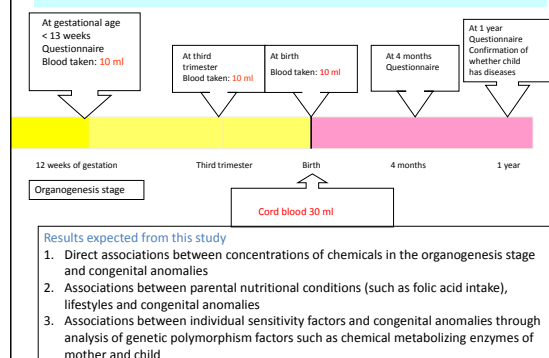 At gestational age
< 13 weeks
Questionnaire
Blood taken: 10 ml
At third
trimester
Blood taken: 10 ml
At birth
Blood taken: 10 ml
At 4 months
Questionnaire
At 1 year
Questionnaire
Confirmation of
whether child
has diseases
12 weeks of gestation
Third trimester
Birth
4 months
1 year
Organogenesis stage
Cord blood 30 ml
Results expected from this study
1. Direct associations between concentrations of chemicals in the organogenesis stage
and congenital anomalies
2. Associations between parental nutritional conditions (such as folic acid intake),
lifestyles and congenital anomalies
3. Associations between individual sensitivity factors and congenital anomalies through
analysis of genetic polymorphism factors such as chemical metabolizing enzymes of
mother and child